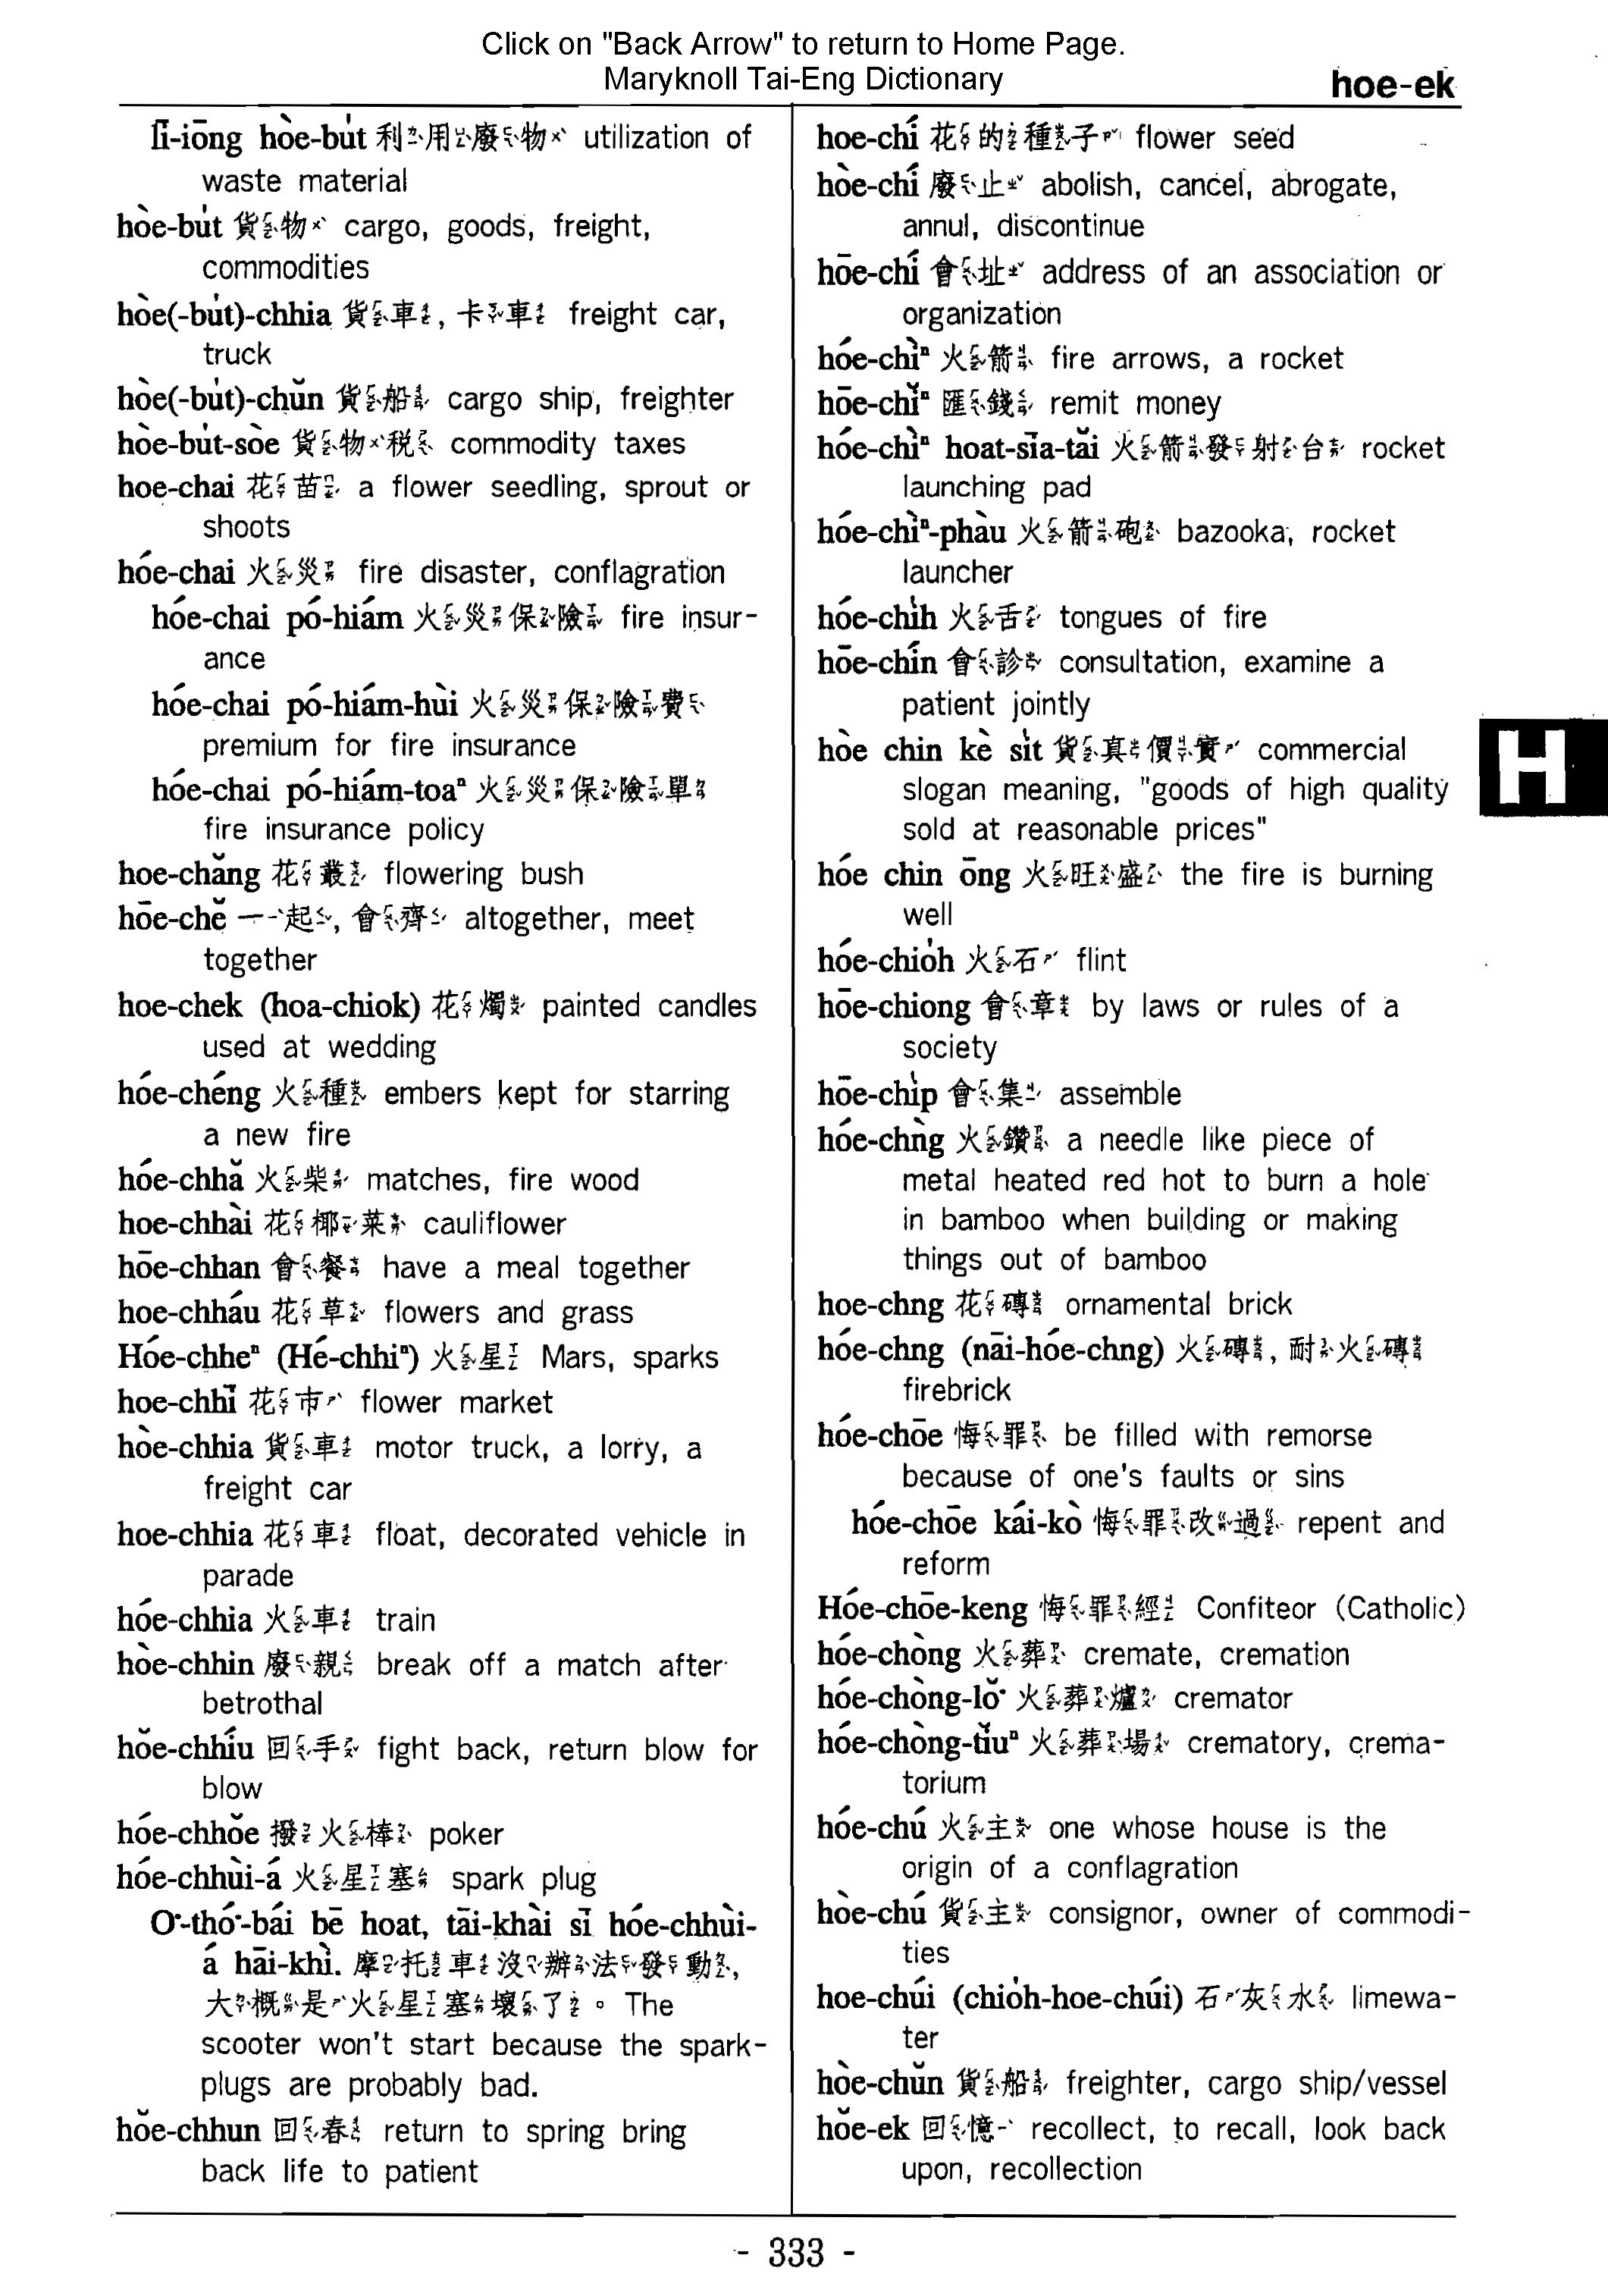 Click on "Back Arrow" to return to Home Page.
Maryknoll Tai-Eng Dictionary
hoe-ek
lī-iōng hòe-bu̍t 利用廢物 utilization of
waste material
hòe-bu̍t 貨物 cargo, goods, freight,
commodities
hòe(-bu̍t)-chhia 貨車, 卡車 freight car,
truck
hòe(-bu̍t)-chŭn 貨船 cargo ship, freighter
hòe-bu̍t-sòe 貨物税 commodity taxes
hoe-chai 花苗 a flower seedling, sprout or
shoots
hóe-chai 火災 fire disaster, conflagration
hóe-chai pó-hiám 火災保險 fire insur-
ance
hóe-chai pó-hiám-hùi 火災保險費
premium for fire insurance
hóe-chai pó-hiám-toaⁿ 火災保險單
fire insurance policy
hoe-chăng 花叢 flowering bush
hōe-chĕ 一起, 會齊 altogether, meet
together
hoe-chek (hoa-chiok) 花燭 painted candles
used at wedding
hóe-chéng 火種 embers kept for starring
a new fire
hóe-chhă 火柴 matches, fire wood
hoe-chhài 花椰菜 cauliflower
hōe-chhan 會餐 have a meal together
hoe-chháu 花草 flowers and grass
Hóe-chheⁿ (Hé-chhiⁿ) 火星 Mars, sparks
hoe-chhī 花市 flower market
hòe-chhia 貨車 motor truck, a lorry, a
freight car
hoe-chhia 花車 float, decorated vehicle in
parade
hóe-chhia 火車 train
hòe-chhin 廢親 break off a match after
betrothal
hŏe-chhíu 回手 fight back, return blow for
blow
hóe-chhŏe 撥火棒 poker
hóe-chhùi-á 火星塞 spark plug
O͘-thó͘-bái bē hoat, tāi-khài sī hóe-chhùi-
á hāi-khì. 摩托車沒辦法發動,
大概是火星塞壞了。 The
scooter won't start because the spark-
plugs are probably bad.
hŏe-chhun 回春 return to spring bring
back life to patient
hoe-chí 花的種子 flower seed
hòe-chí 廢止 abolish, cancel, abrogate,
annul, discontinue
hōe-chí 會址 address of an association or
organization
hóe-chìⁿ 火箭 fire arrows, a rocket
hōe-chĭⁿ 匯錢 remit money
hóe-chìⁿ hoat-sīa-tăi 火箭發射台 rocket
launching pad
hóe-chìⁿ-phàu 火箭砲 bazooka, rocket
launcher
hóe-chi̍h 火舌 tongues of fire
hōe-chín 會診 consultation, examine a
patient jointly
hòe chin kè si̍t 貨真價實 commercial
slogan meaning, "goods of high quality
sold at reasonable prices"
hóe chin ōng 火旺盛 the fire is burning
well
hóe-chio̍h 火石 flint
hōe-chiong 會章 by laws or rules of a
society
hōe-chi̍p 會集 assemble
hóe-chǹg 火鑽 a needle like piece of
metal heated red hot to burn a hole
in bamboo when building or making
things out of bamboo
hoe-chng 花磚 ornamental brick
hóe-chng (nāi-hóe-chng) 火磚, 耐火磚
firebrick
hóe-chōe 悔罪 be filled with remorse
because of one's faults or sins
hóe-chōe kái-kò 悔罪改過 repent and
reform
Hóe-chōe-keng 悔罪經 Confiteor (Catholic)
hóe-chòng 火葬 cremate, cremation
hóe-chòng-lŏ͘ 火葬爐 cremator
hóe-chòng-tĭuⁿ 火葬場 crematory, crema-
torium
hóe-chú 火主 one whose house is the
origin of a conflagration
hòe-chú 貨主 consignor, owner of commodi-
ties
hoe-chúi (chio̍h-hoe-chúi) 石灰水 limewa-
ter
hòe-chŭn 貨船 freighter, cargo ship/vessel
hŏe-ek 回憶 recollect, to recall, look back
upon, recollection
H
- 333 -